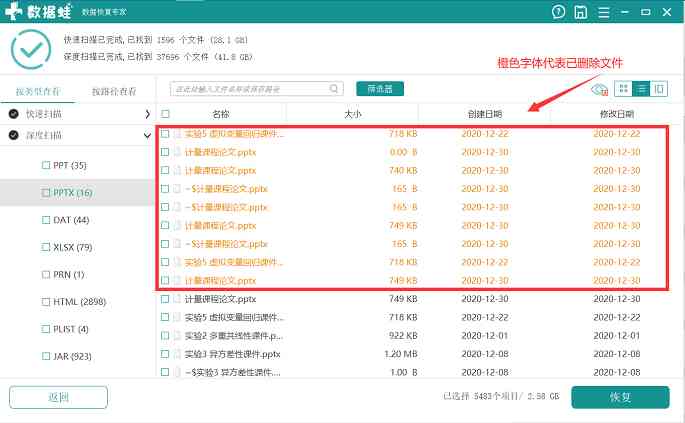 数据蛙 数据恢复专家
快速扫描已完成, 已找到 1596 个文件 (28.1 GB)
深度扫描已完成, 已找到 37696 个文件 (41.8 GB)
橙色字体代表已删除文件
按类型查看 按路径查看
在此处输入文件名称或保存路径 筛选器
快速扫描
深度扫描
PPT (35)
PPTX (16)
DAT (44)
XLSX (79)
PRN (1)
HTML (2898)
PLIST (4)
JAR (923)
名称 大小 创建日期 修改日期
实验5 虚拟变量回归课件... 718 KB 2020-12-22 2020-12-22
计量课程论文.pptx 0.00 B 2020-12-30 2020-12-30
计量课程论文.pptx 740 KB 2020-12-30 2020-12-30
~$计量课程论文.pptx 165 B 2020-12-30 2020-12-30
~$计量课程论文.pptx 165 B 2020-12-30 2020-12-30
计量课程论文.pptx 749 KB 2020-12-30 2020-12-30
~$计量课程论文.pptx 165 B 2020-12-30 2020-12-30
实验5 虚拟变量回归课件... 718 KB 2020-12-22 2020-12-22
计量课程论文.pptx 749 KB 2020-12-30 2020-12-30
计量课程论文.pptx 749 KB 2020-12-30 2020-12-30
实验5 虚拟变量回归课件... 718 KB 2020-12-22 2020-12-22
实验2 多重共线性课件.p... 922 KB 2020-12-01 2020-12-01
实验3 异方差性课件.pptx 1.20 MB 2020-12-08 2020-12-08
~$实验3 异方差性课件.... 1.00 B 2020-12-08 2020-12-08
返回 已选择 5483个项目/ 2.58 GB 恢复